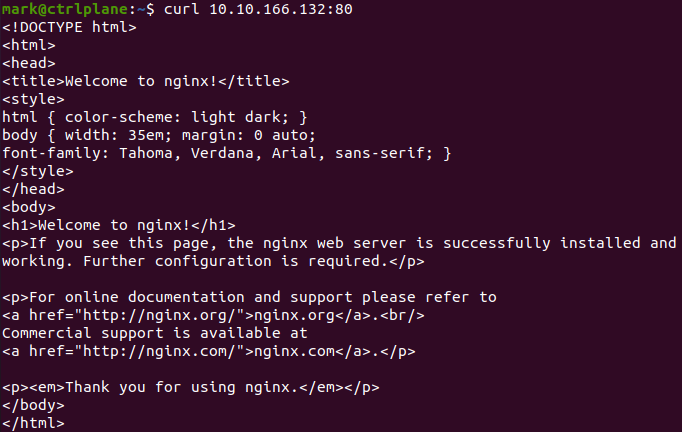 mark@ctrlplane:~$ curl 10.10.166.132:80
<!DOCTYPE html>
<html>
<head>
<title>Welcome to nginx!</title>
<style>
html { color-scheme: light dark; }
body { width: 35em; margin: 0 auto;
font-family: Tahoma, Verdana, Arial, sans-serif; }
</style>
</head>
<body>
<h1>Welcome to nginx!</h1>
<p>If you see this page, the nginx web server is successfully installed and
working. Further configuration is required.</p>

<p>For online documentation and support please refer to
<a href="http://nginx.org/">nginx.org</a>.<br/>
Commercial support is available at
<a href="http://nginx.com/">nginx.com</a>.</p>

<p><em>Thank you for using nginx.</em></p>
</body>
</html>